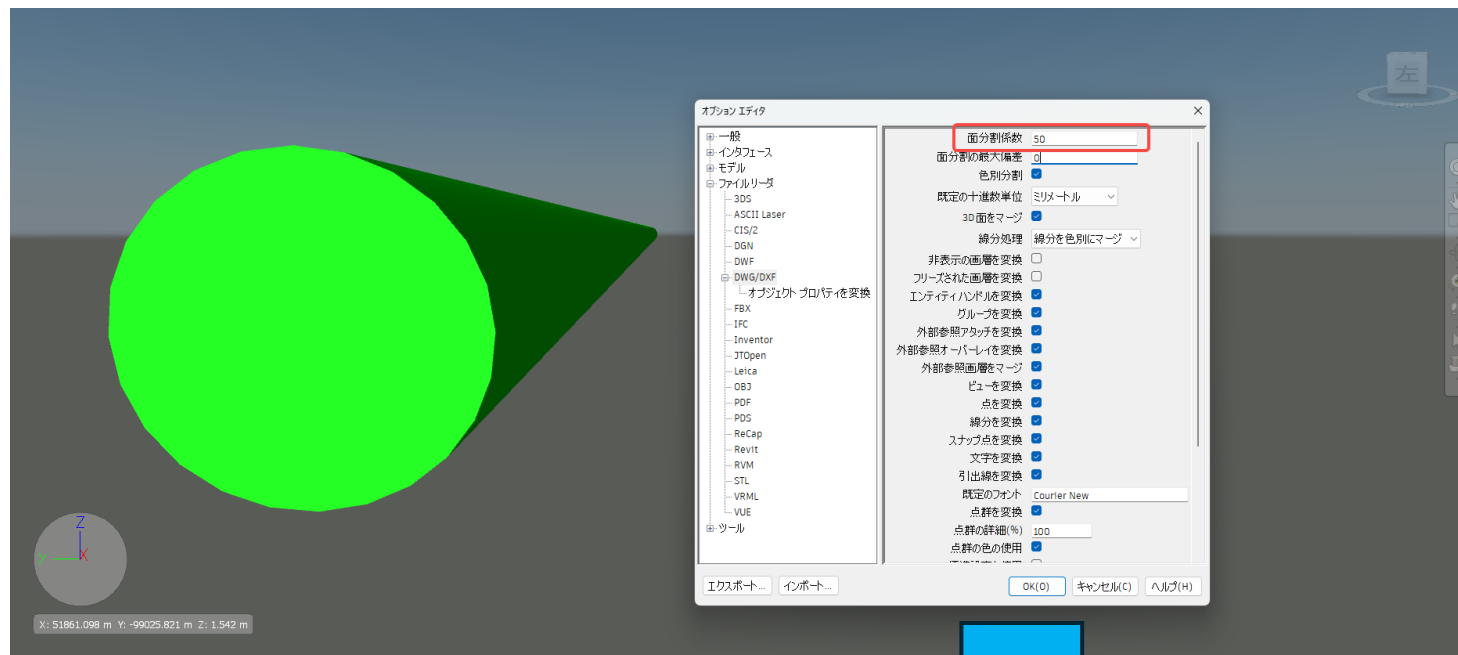 左
オプション エディタ
一般
インタフェース
モデル
ファイル リーダ
3DS
ASCII Laser
CIS/2
DGN
DWF
DWG/DXF
オブジェクト プロパティを変換
FBX
IFC
Inventor
JTOpen
Leica
OBJ
PDF
PDS
ReCap
Revit
RVM
STL
VRML
VUE
ツール
面分割係数 50
面分割の最大偏差 0
色別分割
既定の十進数単位 ミリメートル
3D 面をマージ
線分処理 線分を色別にマージ
非表示の画層を変換
フリーズされた画層を変換
エンティティ ハンドルを変換
グループを変換
外部参照アタッチを変換
外部参照オーバーレイを変換
外部参照画層をマージ
ビューを変換
点を変換
線分を変換
スナップ点を変換
文字を変換
引出線を変換
既定のフォント Courier New
点群を変換
点群の詳細(%) 100
点群の色の使用
エクスポート... インポート... OK(O) キャンセル(C) ヘルプ(H)
Z
Y X
X: 51861.098 m Y: -99025.821 m Z: 1.542 m